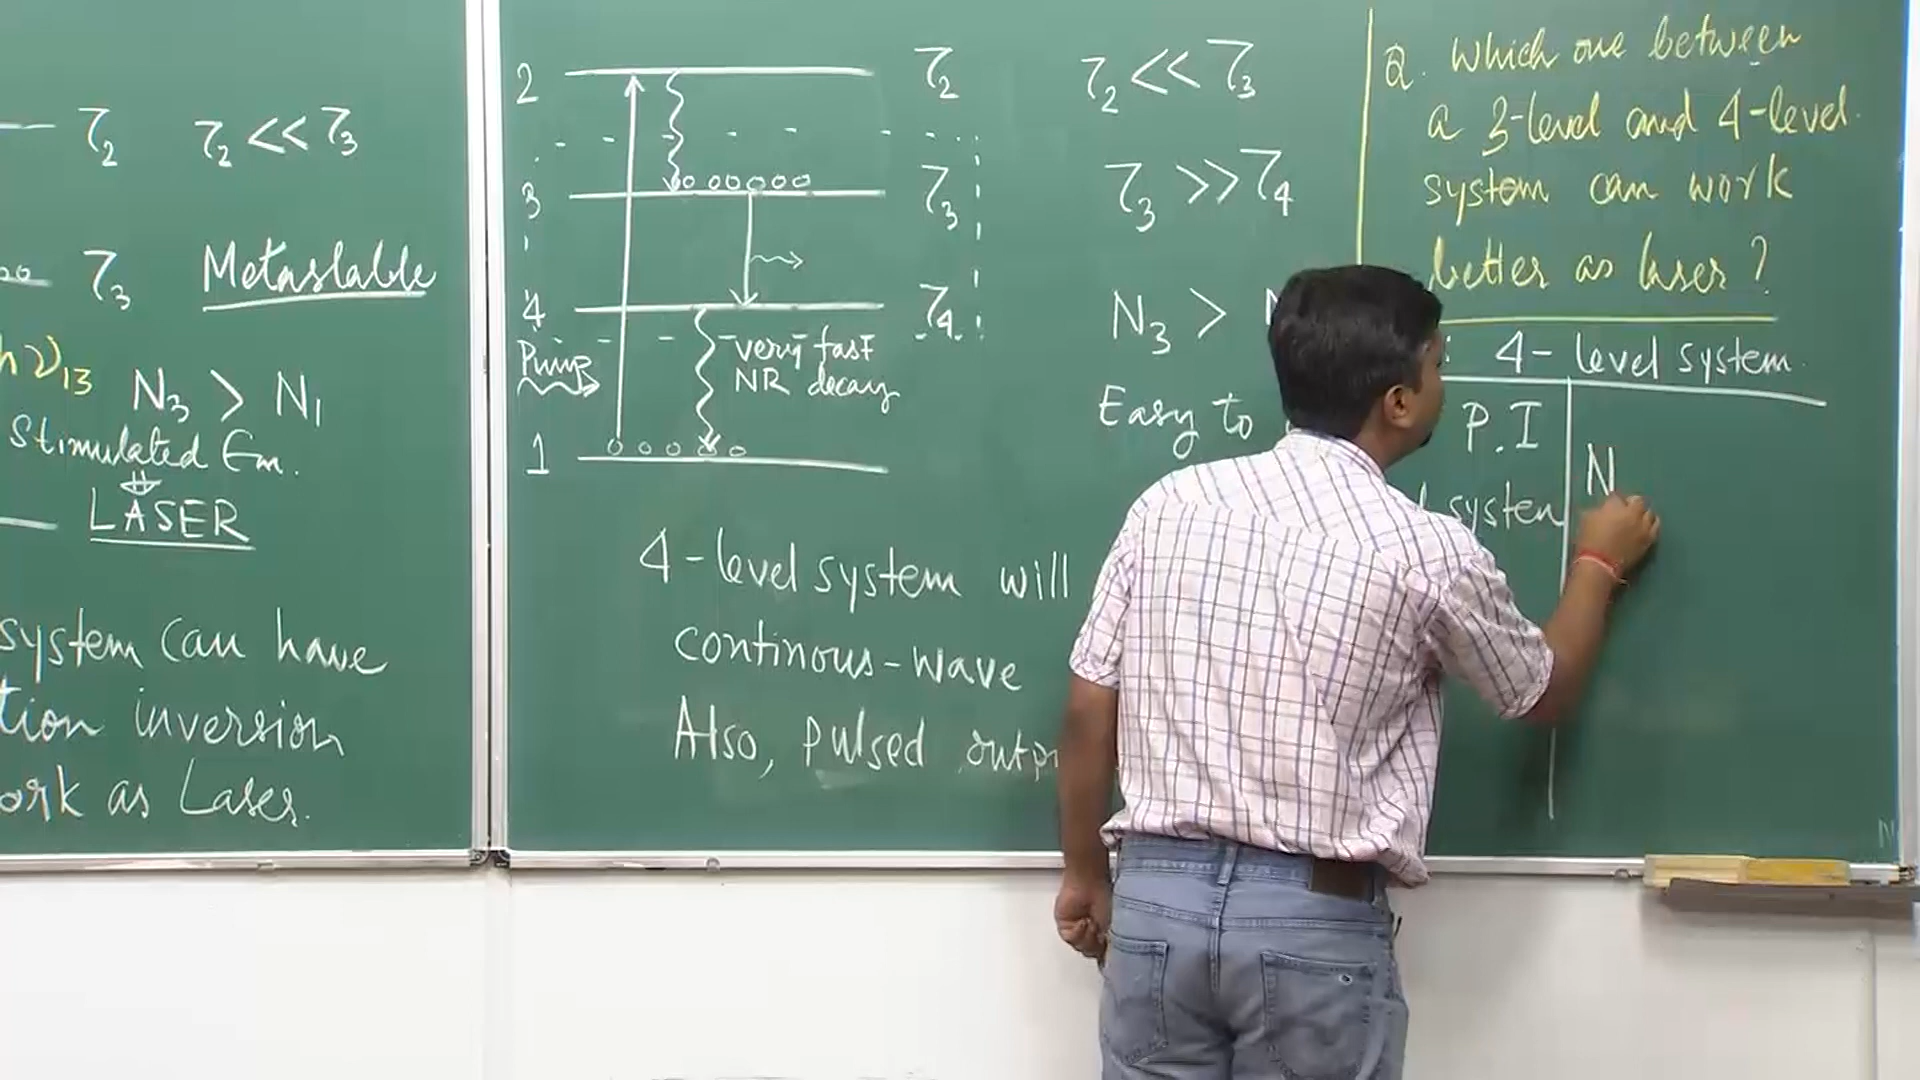 τ2 τ2 << τ3
τ3 Metastable
hν13 N3 > N1
Stimulated Em.
⇓
LASER
system can have
tion inversion
ork as Laser.
2 τ2
3 τ3
4 τ4
Pump very fast
NR decay
1
τ2 << τ3
τ3 >> τ4
N3 >
Easy to
4-level system will
continous-wave
Also, pulsed outp
Q. Which one between
a 3-level and 4-level
system can work
better as laser?
: 4-level system.
P.I
system
N